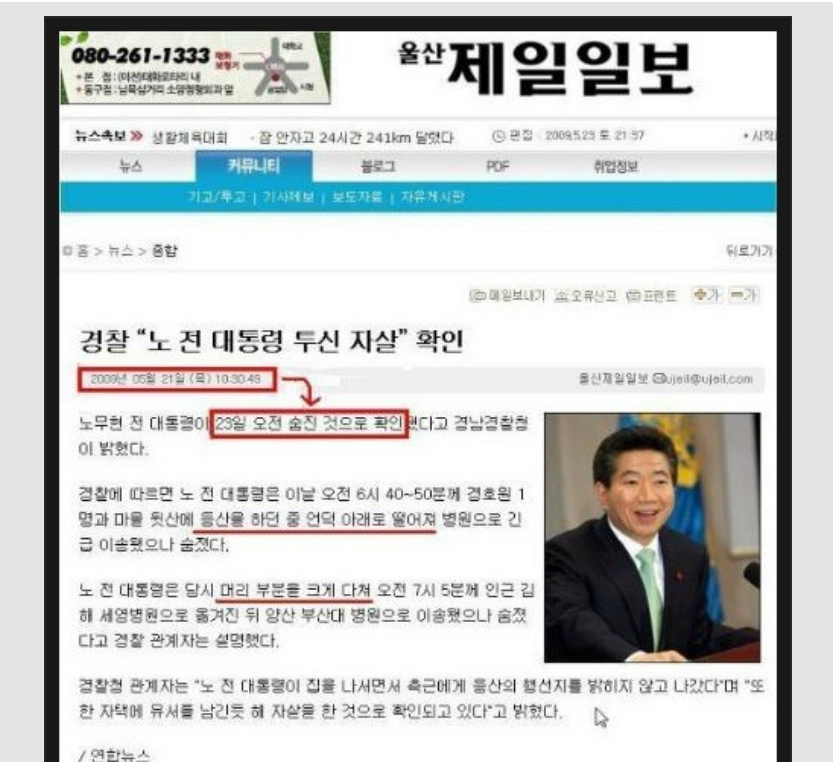 080-261-1333
울산제일일보
뉴스속보 생활체육대회 · 잠 안자고 24시간 241km 달렸다 편집 : 2009.5.23 토 21:37
뉴스 커뮤니티 블로그 PDF 취업정보
기고/투고 | 기사제보 | 보도자료 | 자유게시판
홈 > 뉴스 > 종합 뒤로가기
메일보내기 오류신고 프린트 가 가
경찰 “노 전 대통령 투신 자살” 확인
2009년 05월 21일 (목) 10:30:49 울산제일일보 ujeil@ujeil.com
노무현 전 대통령이 23일 오전 숨진 것으로 확인됐다고 경남경찰청
이 밝혔다.
경찰에 따르면 노 전 대통령은 이날 오전 6시 40~50분께 경호원 1
명과 마을 뒷산에 등산을 하던 중 언덕 아래로 떨어져 병원으로 긴
급 이송됐으나 숨졌다.
노 전 대통령은 당시 머리 부분을 크게 다쳐 오전 7시 5분께 인근 김
해 세영병원으로 옮겨진 뒤 양산 부산대 병원으로 이송됐으나 숨졌
다고 경찰 관계자는 설명했다.
경찰청 관계자는 "노 전 대통령이 집을 나서면서 측근에게 등산의 행선지를 밝히지 않고 나갔다"며 "또
한 자택에 유서를 남긴듯 해 자살을 한 것으로 확인되고 있다"고 밝혔다.
/ 연합뉴스